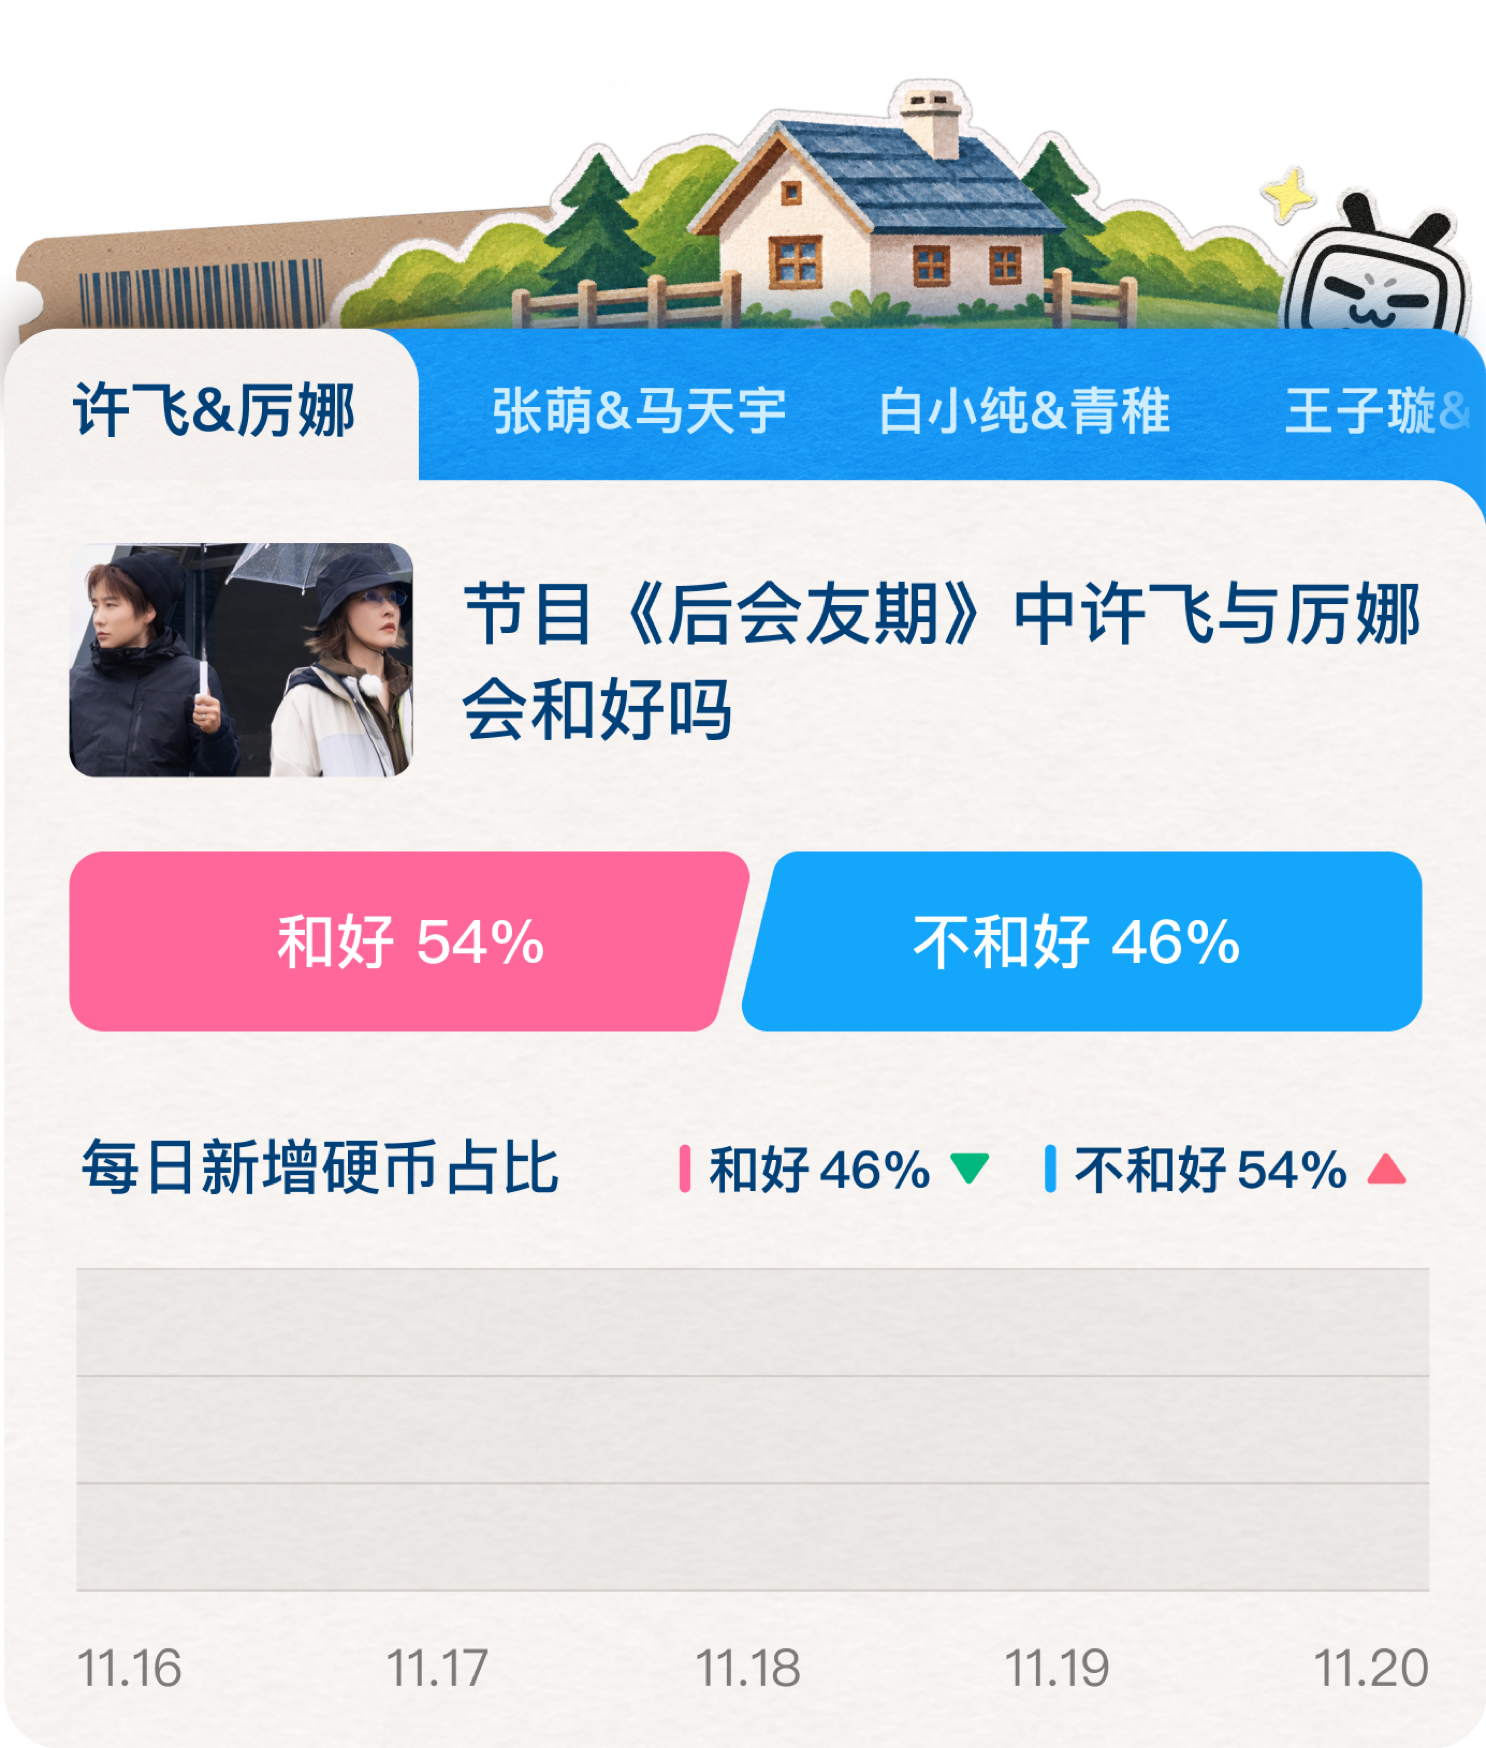 许飞&厉娜
张萌&马天宇
白小纯&青稚
王子璇&
节目《后会友期》中许飞与厉娜
会和好吗
和好 54%
不和好 46%
每日新增硬币占比
和好 46%
不和好 54%
11.16 11.17 11.18 11.19 11.20